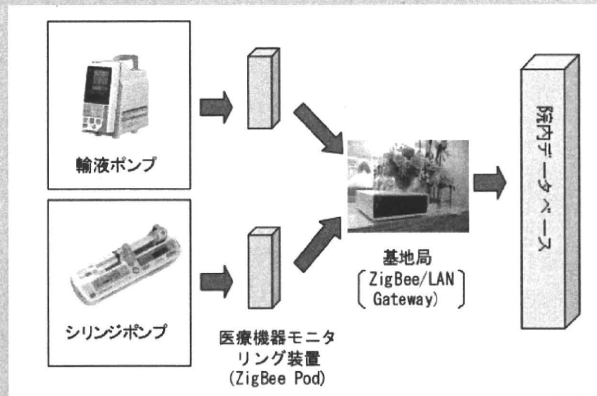 輸液ポンプ
シリンジポンプ
医療機器モニタ
リング装置
(ZigBee Pod)
基地局
〔ZigBee/LAN
Gateway)〕
院内データベース